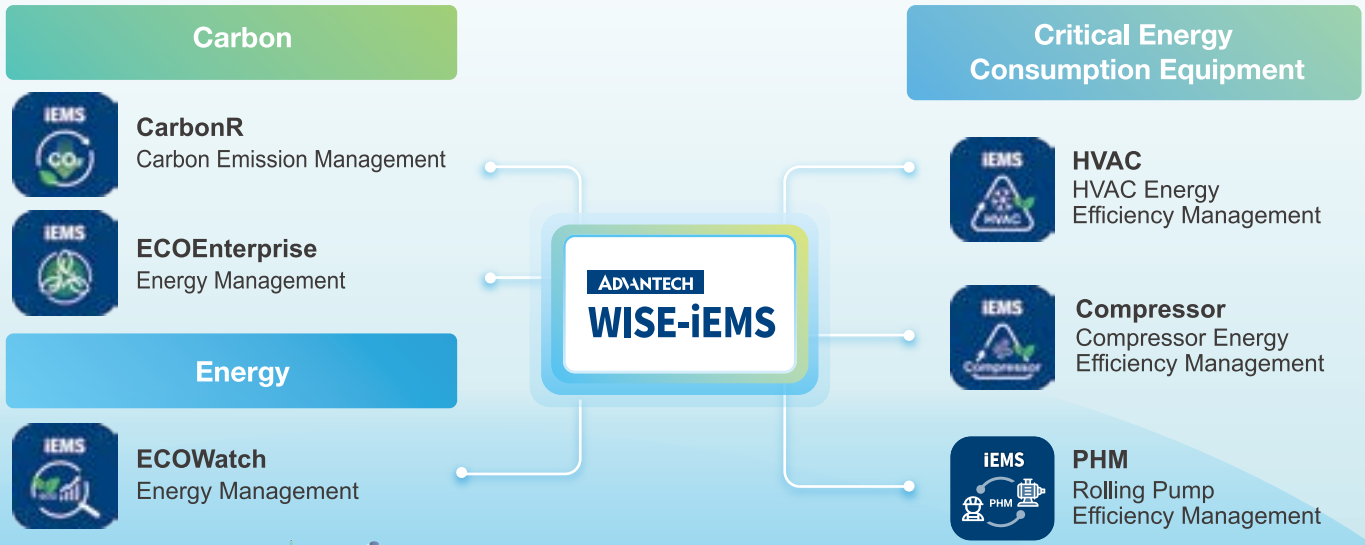 Carbon
iEMS
CO₂
CarbonR
Carbon Emission Management
iEMS
ECOEnterprise
Energy Management
Energy
iEMS
ECOWatch
Energy Management
ADVANTECH
WISE-iEMS
Critical Energy
Consumption Equipment
iEMS
HVAC
HVAC
HVAC Energy
Efficiency Management
iEMS
Compressor
Compressor
Compressor Energy
Efficiency Management
iEMS
PHM
PHM
Rolling Pump
Efficiency Management